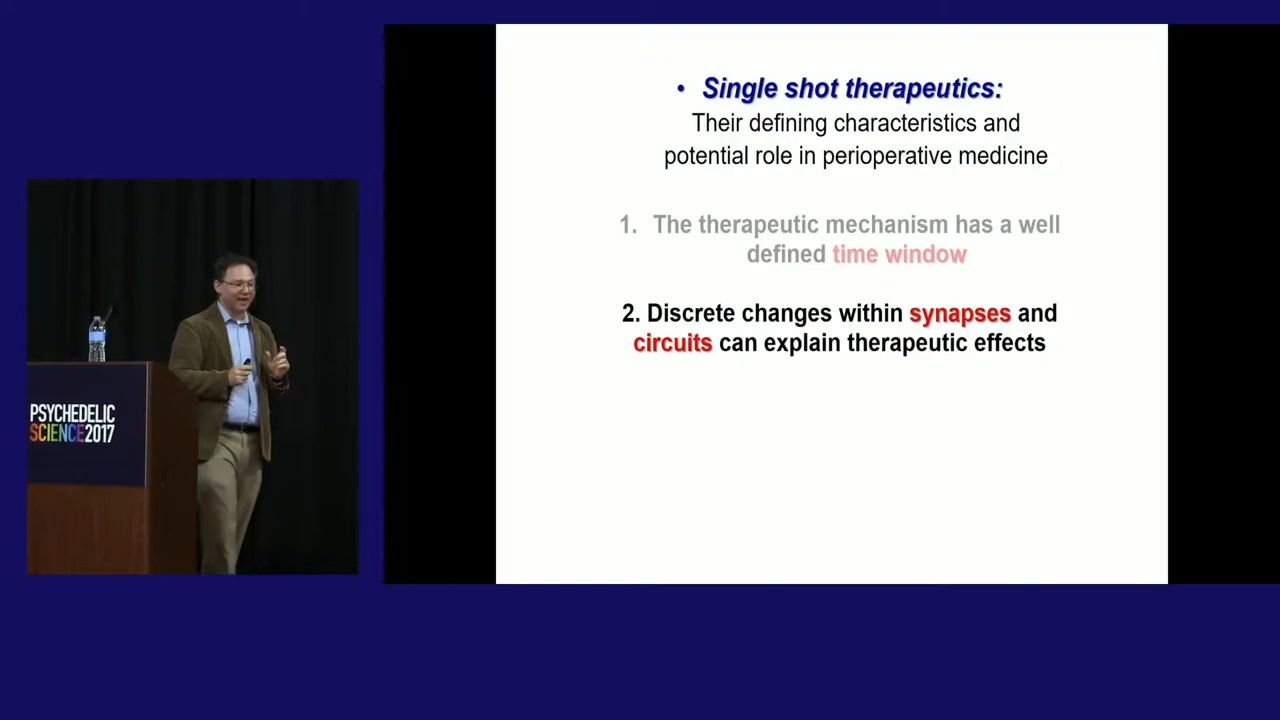 PSYCHEDELIC
SCIENCE2017
• Single shot therapeutics:
Their defining characteristics and
potential role in perioperative medicine
1. The therapeutic mechanism has a well
defined time window
2. Discrete changes within synapses and
circuits can explain therapeutic effects